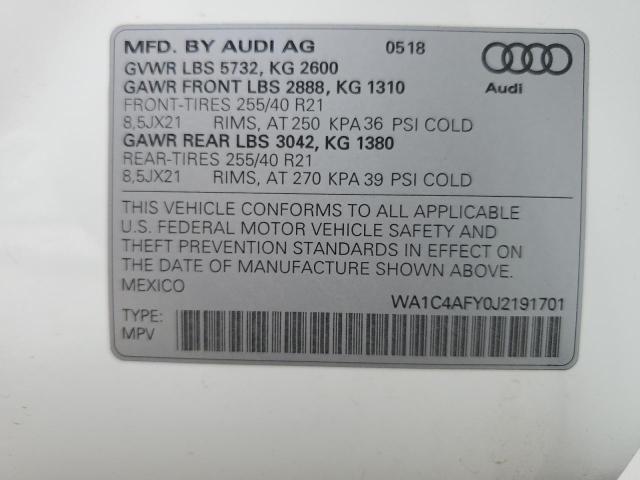 MFD. BY AUDI AG 0518
GVWR LBS 5732, KG 2600
GAWR FRONT LBS 2888, KG 1310
Audi
FRONT-TIRES 255/40 R21
8,5JX21 RIMS, AT 250 KPA 36 PSI COLD
GAWR REAR LBS 3042, KG 1380
REAR-TIRES 255/40 R21
8,5JX21 RIMS, AT 270 KPA 39 PSI COLD
THIS VEHICLE CONFORMS TO ALL APPLICABLE
U.S. FEDERAL MOTOR VEHICLE SAFETY AND
THEFT PREVENTION STANDARDS IN EFFECT ON
THE DATE OF MANUFACTURE SHOWN ABOVE.
MEXICO
WA1C4AFY0J2191701
TYPE:
MPV